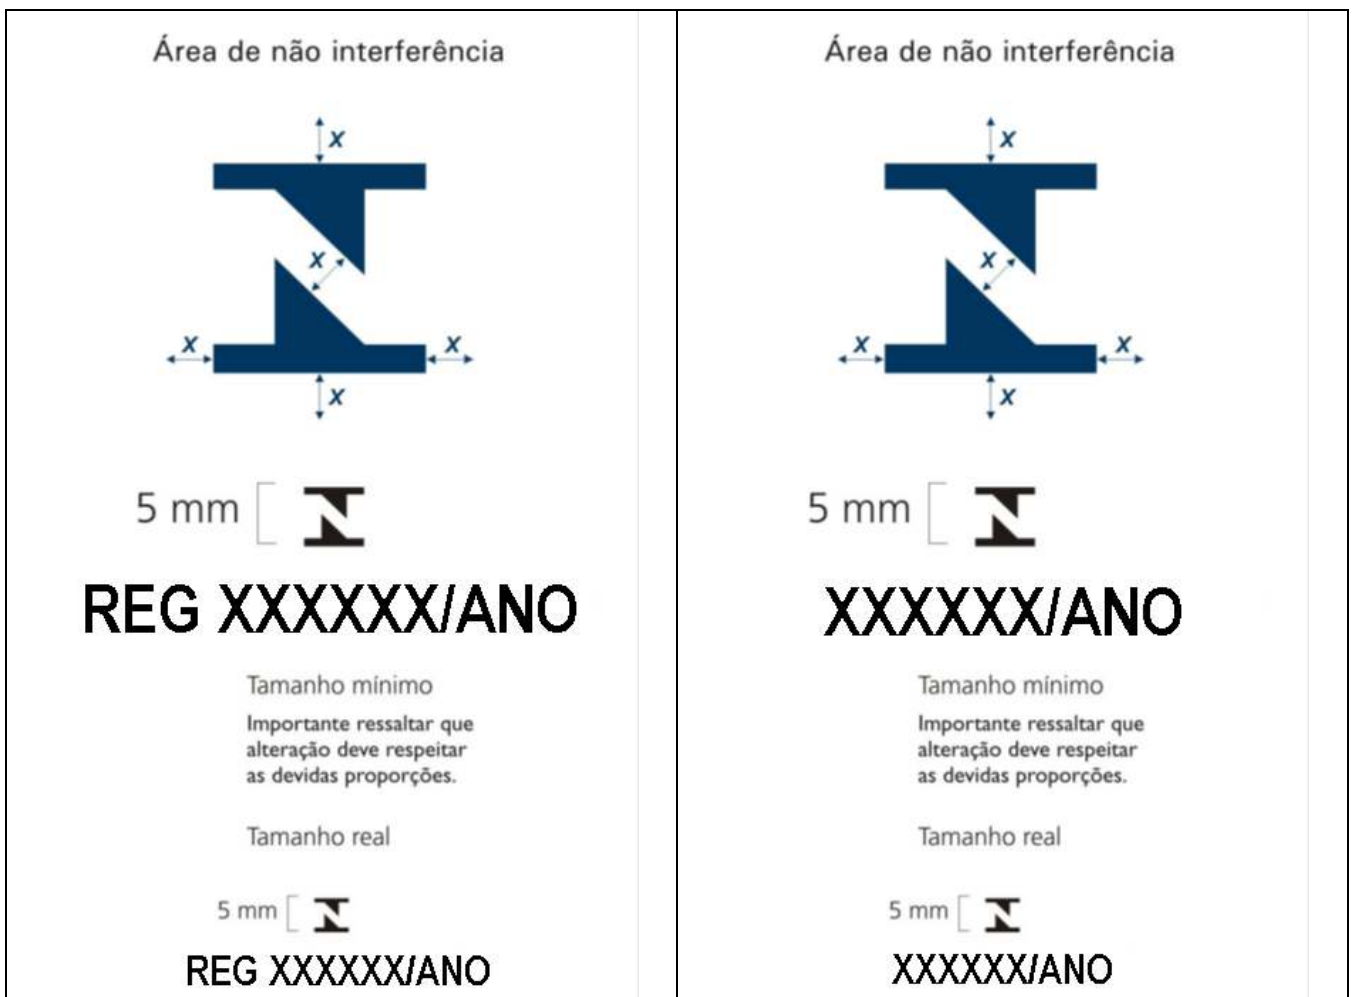 Área de não interferência
x
x
x
x
x
5 mm
REG XXXXXX/ANO
Tamanho mínimo
Importante ressaltar que
alteração deve respeitar
as devidas proporções.
Tamanho real
5 mm
REG XXXXXX/ANO
Área de não interferência
x
x
x
x
x
5 mm
XXXXXX/ANO
Tamanho mínimo
Importante ressaltar que
alteração deve respeitar
as devidas proporções.
Tamanho real
5 mm
XXXXXX/ANO